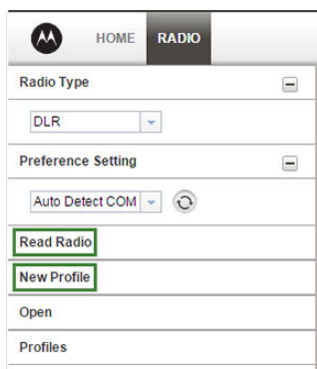 HOME RADIO
Radio Type
DLR
Preference Setting
Auto Detect COM
Read Radio
New Profile
Open
Profiles